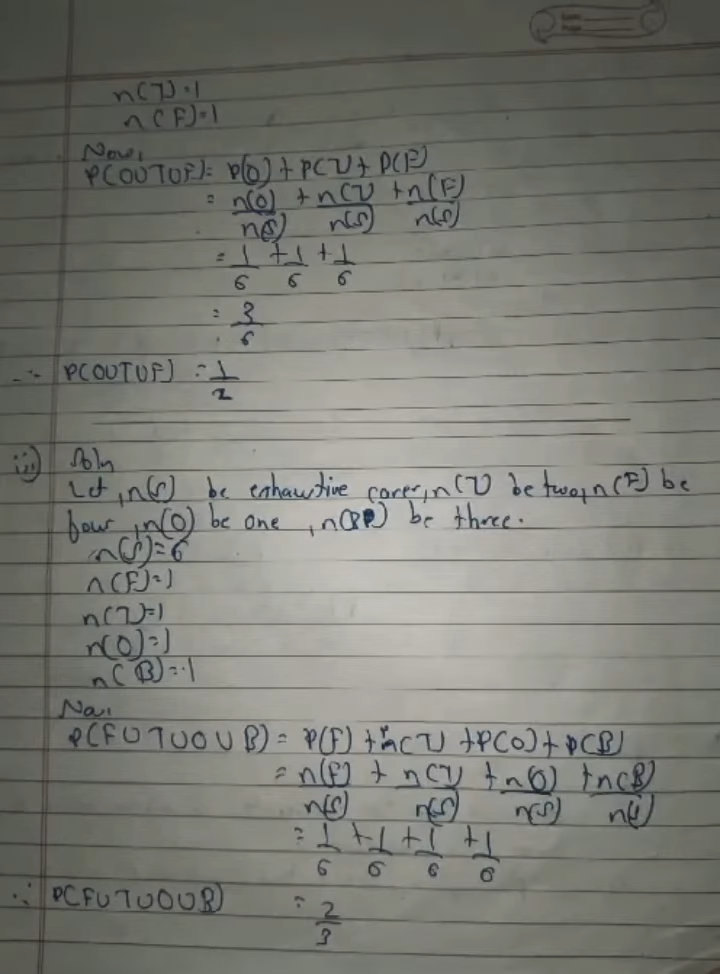 n(T)=1
n(F)=1
Now,
P(OUTUF)= P(O) + P(T) + P(F)
= n(O)/n(S) + n(T)/n(S) + n(F)/n(S)
= 1/6 + 1/6 + 1/6
= 3/6
∴ P(OUTUF) = 1/2
iii) Soln
Let, n(S) be exhaustive cases, n(T) be two, n(F) be
four, n(O) be one, n(B) be three.
n(S)=6
n(F)=1
n(T)=1
n(O)=1
n(B)=1
Now,
P(FUTUOUB) = P(F) + n(T) + P(O) + P(B)
= n(F)/n(S) + n(T)/n(S) + n(O)/n(S) + n(B)/n(S)
= 1/6 + 1/6 + 1/6 + 1/6
∴ P(FUTUOUB) = 2/3